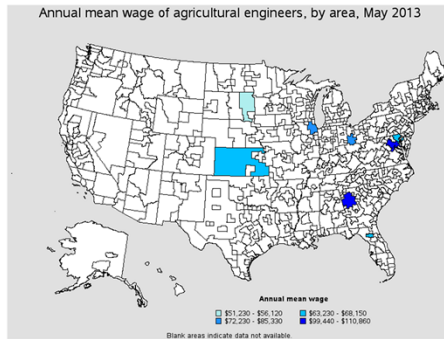 Annual mean wage of agricultural engineers, by area, May 2013
Annual mean wage
$51,230 - $56,120
$63,230 - $68,150
$72,230 - $85,330
$99,440 - $110,860
Blank areas indicate data not available.